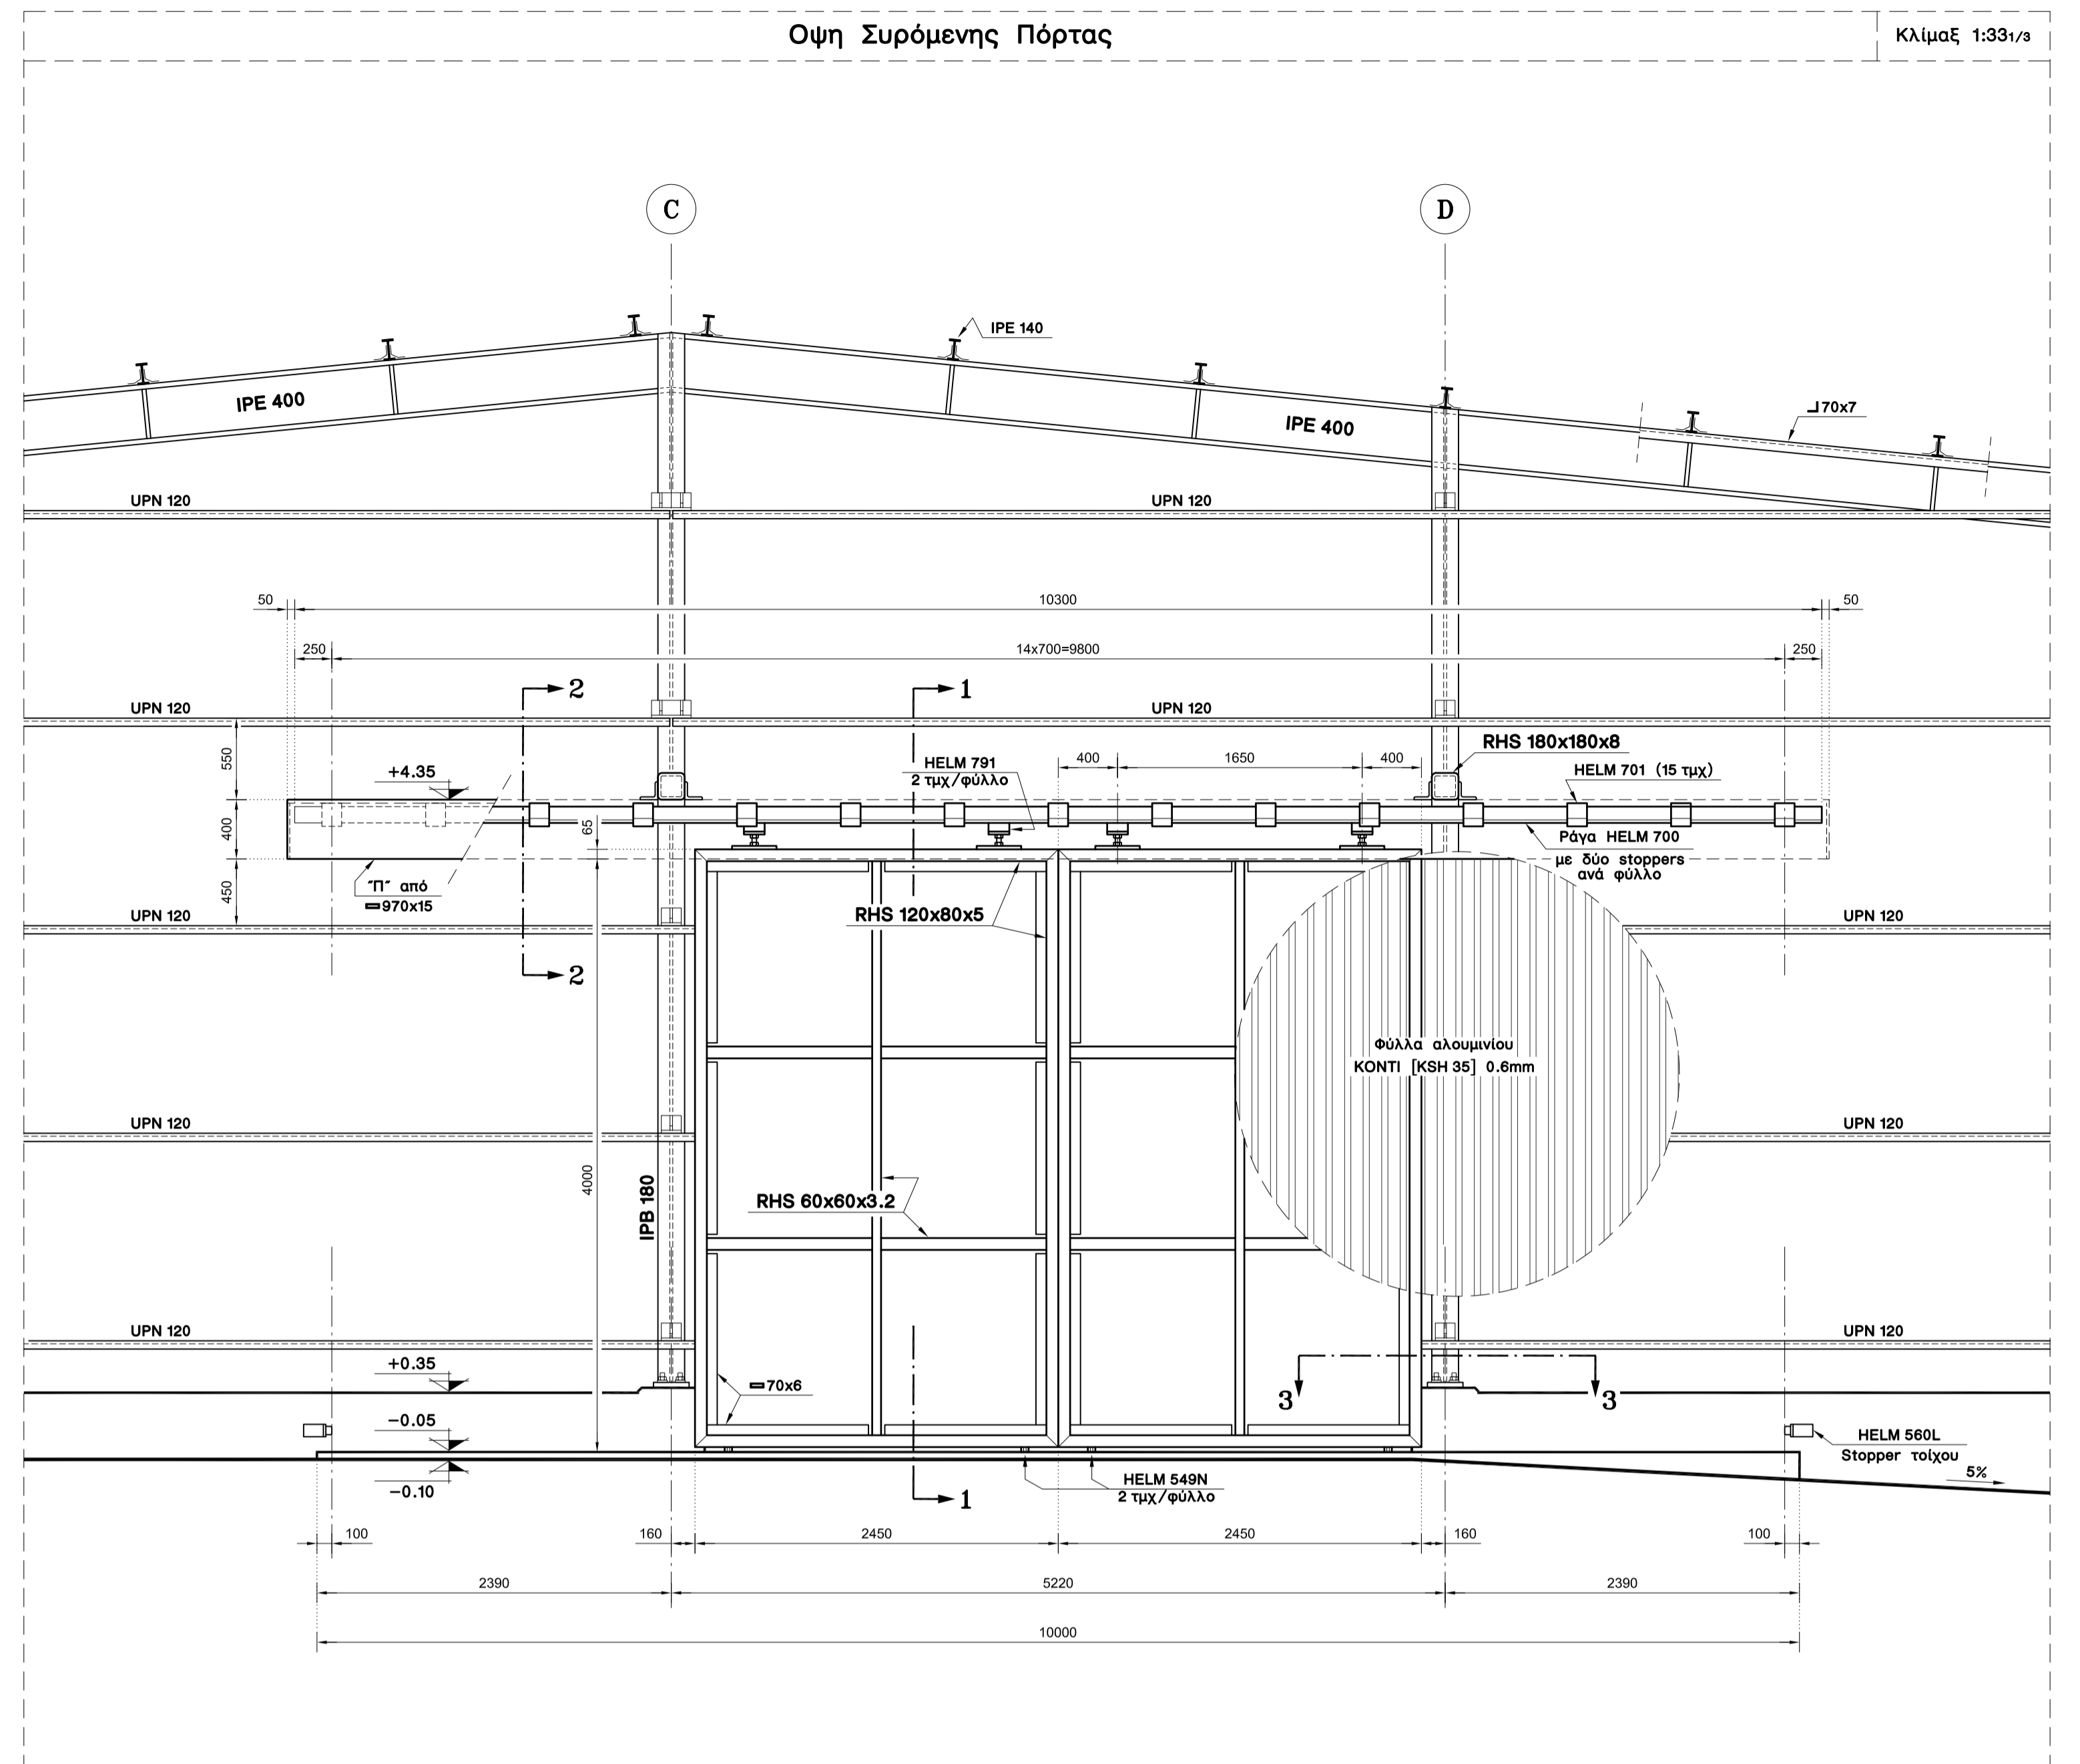 Οψη Συρόμενης Πόρτας
Κλίμαξ 1:331/3
C
D
IPE 140
IPE 400
IPE 400
⅃70x7
UPN 120
UPN 120
50
10300
50
250
14x700=9800
250
2
1
UPN 120
UPN 120
550
+4.35
HELM 791
2 τμχ/φύλλο
400
1650
400
RHS 180x180x8
HELM 701 (15 τμχ)
400
65
Ράγα HELM 700
με δύο stoppers
ανά φύλλο
450
"Π" από
970x15
RHS 120x80x5
UPN 120
UPN 120
2
Φύλλα αλουμινίου
KONTI [KSH 35] 0.6mm
UPN 120
UPN 120
4000
IPB 180
RHS 60x60x3.2
UPN 120
UPN 120
+0.35
70x6
3
3
-0.05
HELM 560L
Stopper τοίχου
5%
-0.10
HELM 549N
2 τμχ/φύλλο
1
100
160
2450
2450
160
100
2390
5220
2390
10000